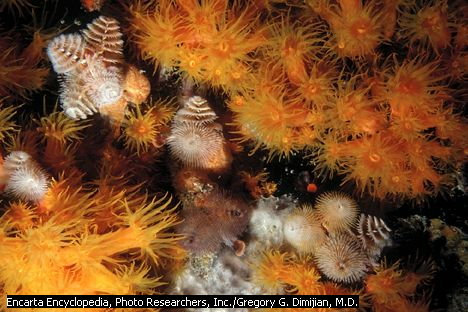 Encarta Encyclopedia, Photo Researchers, Inc./Gregory G. Dimijian, M.D.